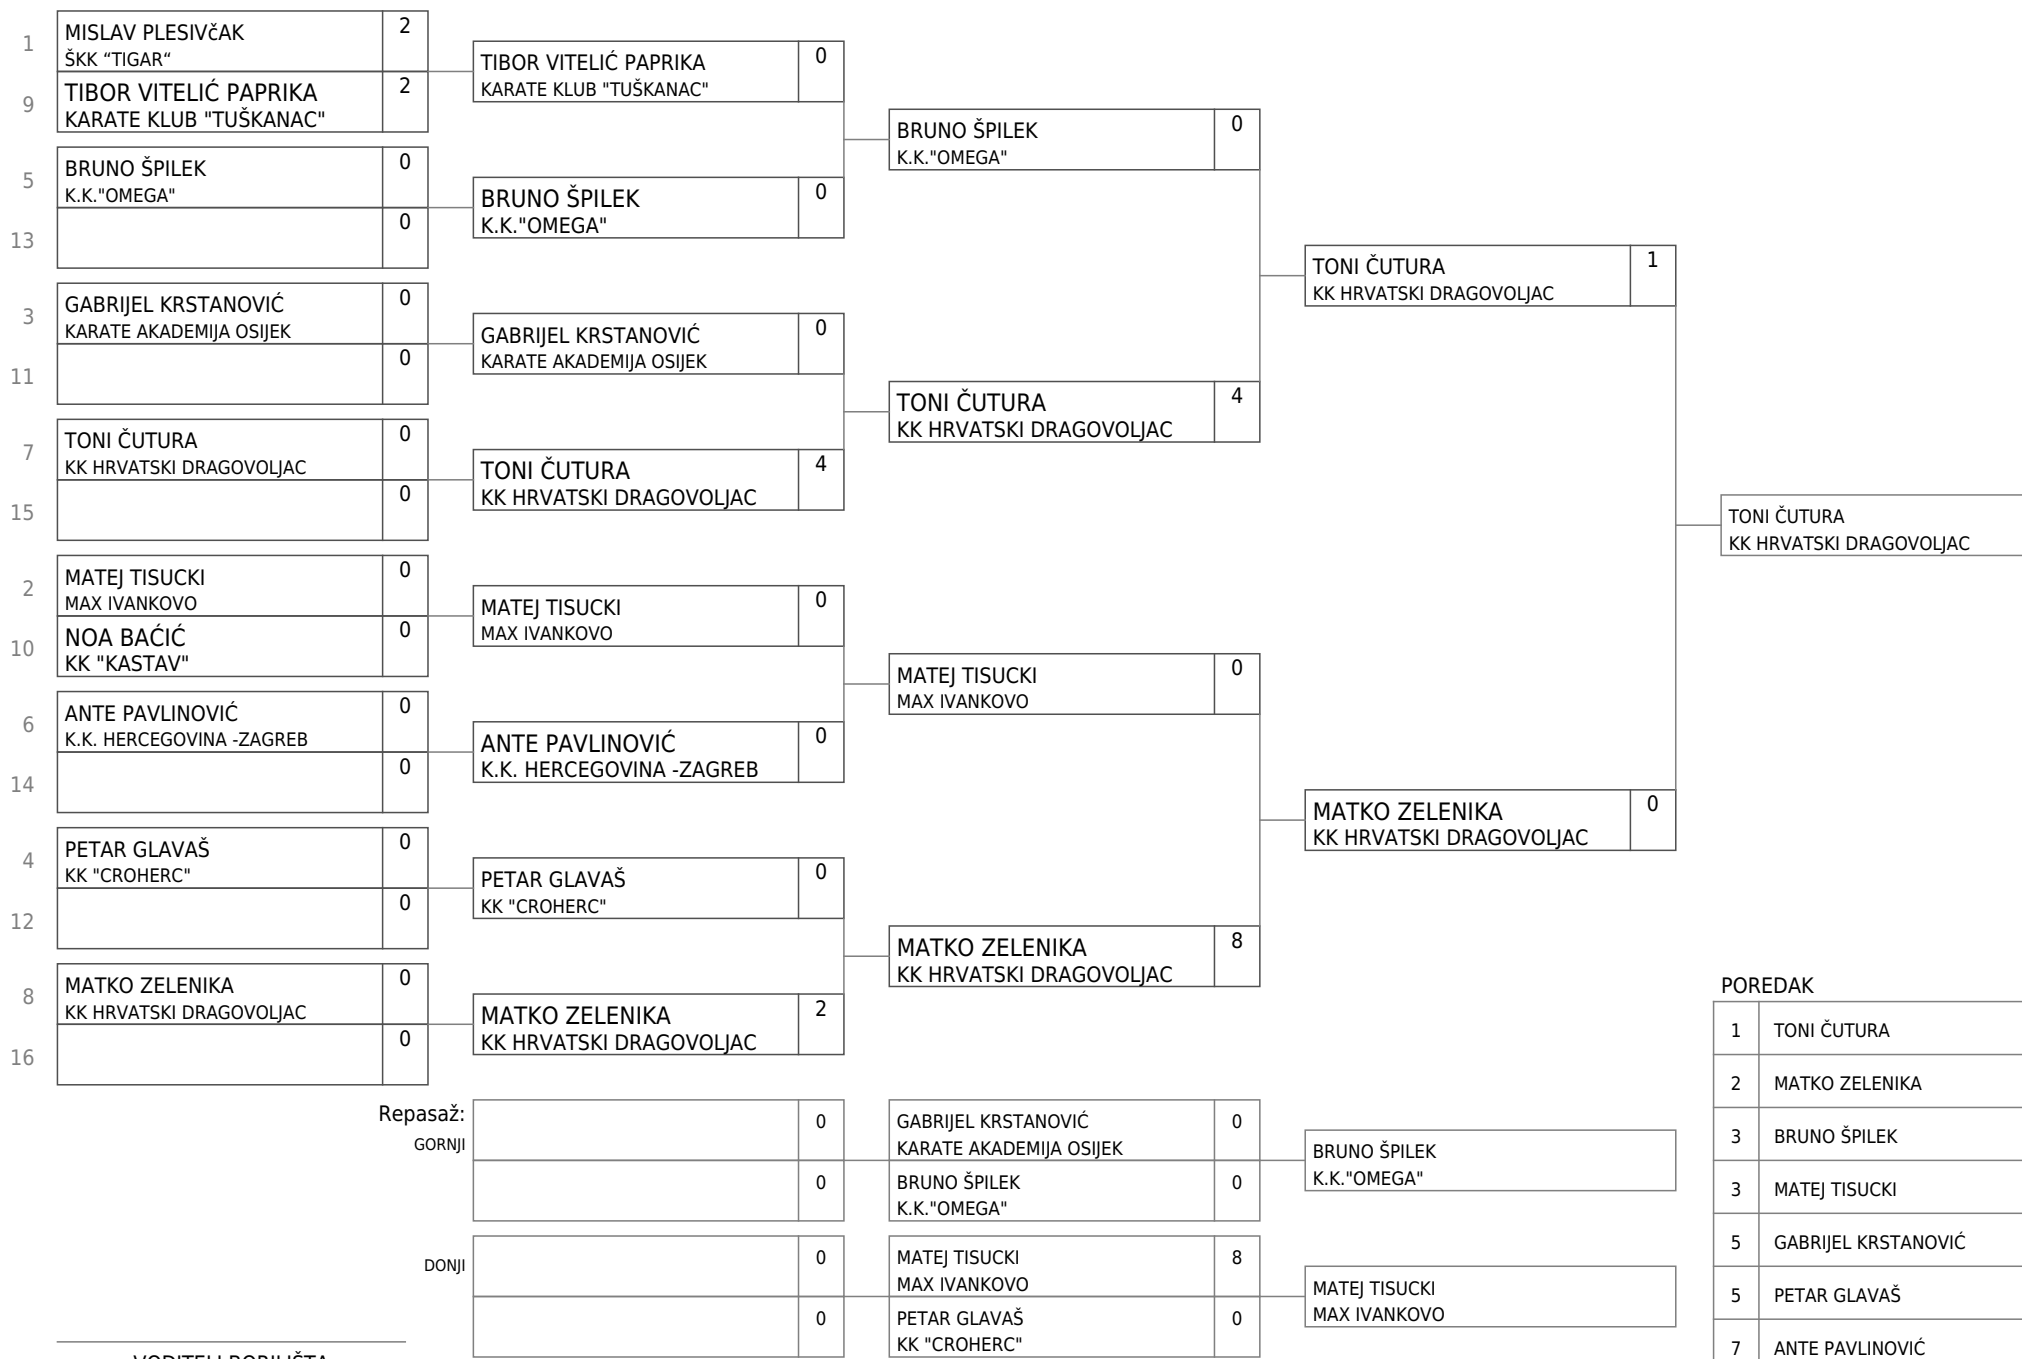 1
MISLAV PLESIVčAK
2
ŠKK “TIGAR“
9
TIBOR VITELIĆ PAPRIKA
2
KARATE KLUB "TUŠKANAC"
5
BRUNO ŠPILEK
0
K.K."OMEGA"
13
0
3
GABRIJEL KRSTANOVIĆ
0
KARATE AKADEMIJA OSIJEK
11
0
7
TONI ČUTURA
0
KK HRVATSKI DRAGOVOLJAC
15
0
2
MATEJ TISUCKI
0
MAX IVANKOVO
10
NOA BAĆIĆ
0
KK "KASTAV"
6
ANTE PAVLINOVIĆ
0
K.K. HERCEGOVINA -ZAGREB
14
0
4
PETAR GLAVAŠ
0
KK "CROHERC"
12
0
8
MATKO ZELENIKA
0
KK HRVATSKI DRAGOVOLJAC
16
0
TIBOR VITELIĆ PAPRIKA
0
KARATE KLUB "TUŠKANAC"
BRUNO ŠPILEK
0
K.K."OMEGA"
GABRIJEL KRSTANOVIĆ
0
KARATE AKADEMIJA OSIJEK
TONI ČUTURA
4
KK HRVATSKI DRAGOVOLJAC
MATEJ TISUCKI
0
MAX IVANKOVO
ANTE PAVLINOVIĆ
0
K.K. HERCEGOVINA -ZAGREB
PETAR GLAVAŠ
0
KK "CROHERC"
MATKO ZELENIKA
2
KK HRVATSKI DRAGOVOLJAC
BRUNO ŠPILEK
0
K.K."OMEGA"
TONI ČUTURA
4
KK HRVATSKI DRAGOVOLJAC
MATEJ TISUCKI
0
MAX IVANKOVO
MATKO ZELENIKA
8
KK HRVATSKI DRAGOVOLJAC
TONI ČUTURA
1
KK HRVATSKI DRAGOVOLJAC
MATKO ZELENIKA
0
KK HRVATSKI DRAGOVOLJAC
TONI ČUTURA
KK HRVATSKI DRAGOVOLJAC
Repasaž:
GORNJI
0
0
GABRIJEL KRSTANOVIĆ
0
KARATE AKADEMIJA OSIJEK
BRUNO ŠPILEK
0
K.K."OMEGA"
BRUNO ŠPILEK
K.K."OMEGA"
DONJI
0
0
MATEJ TISUCKI
8
MAX IVANKOVO
PETAR GLAVAŠ
0
KK "CROHERC"
MATEJ TISUCKI
MAX IVANKOVO
POREDAK
1 TONI ČUTURA
2 MATKO ZELENIKA
3 BRUNO ŠPILEK
3 MATEJ TISUCKI
5 GABRIJEL KRSTANOVIĆ
5 PETAR GLAVAŠ
7 ANTE PAVLINOVIĆ